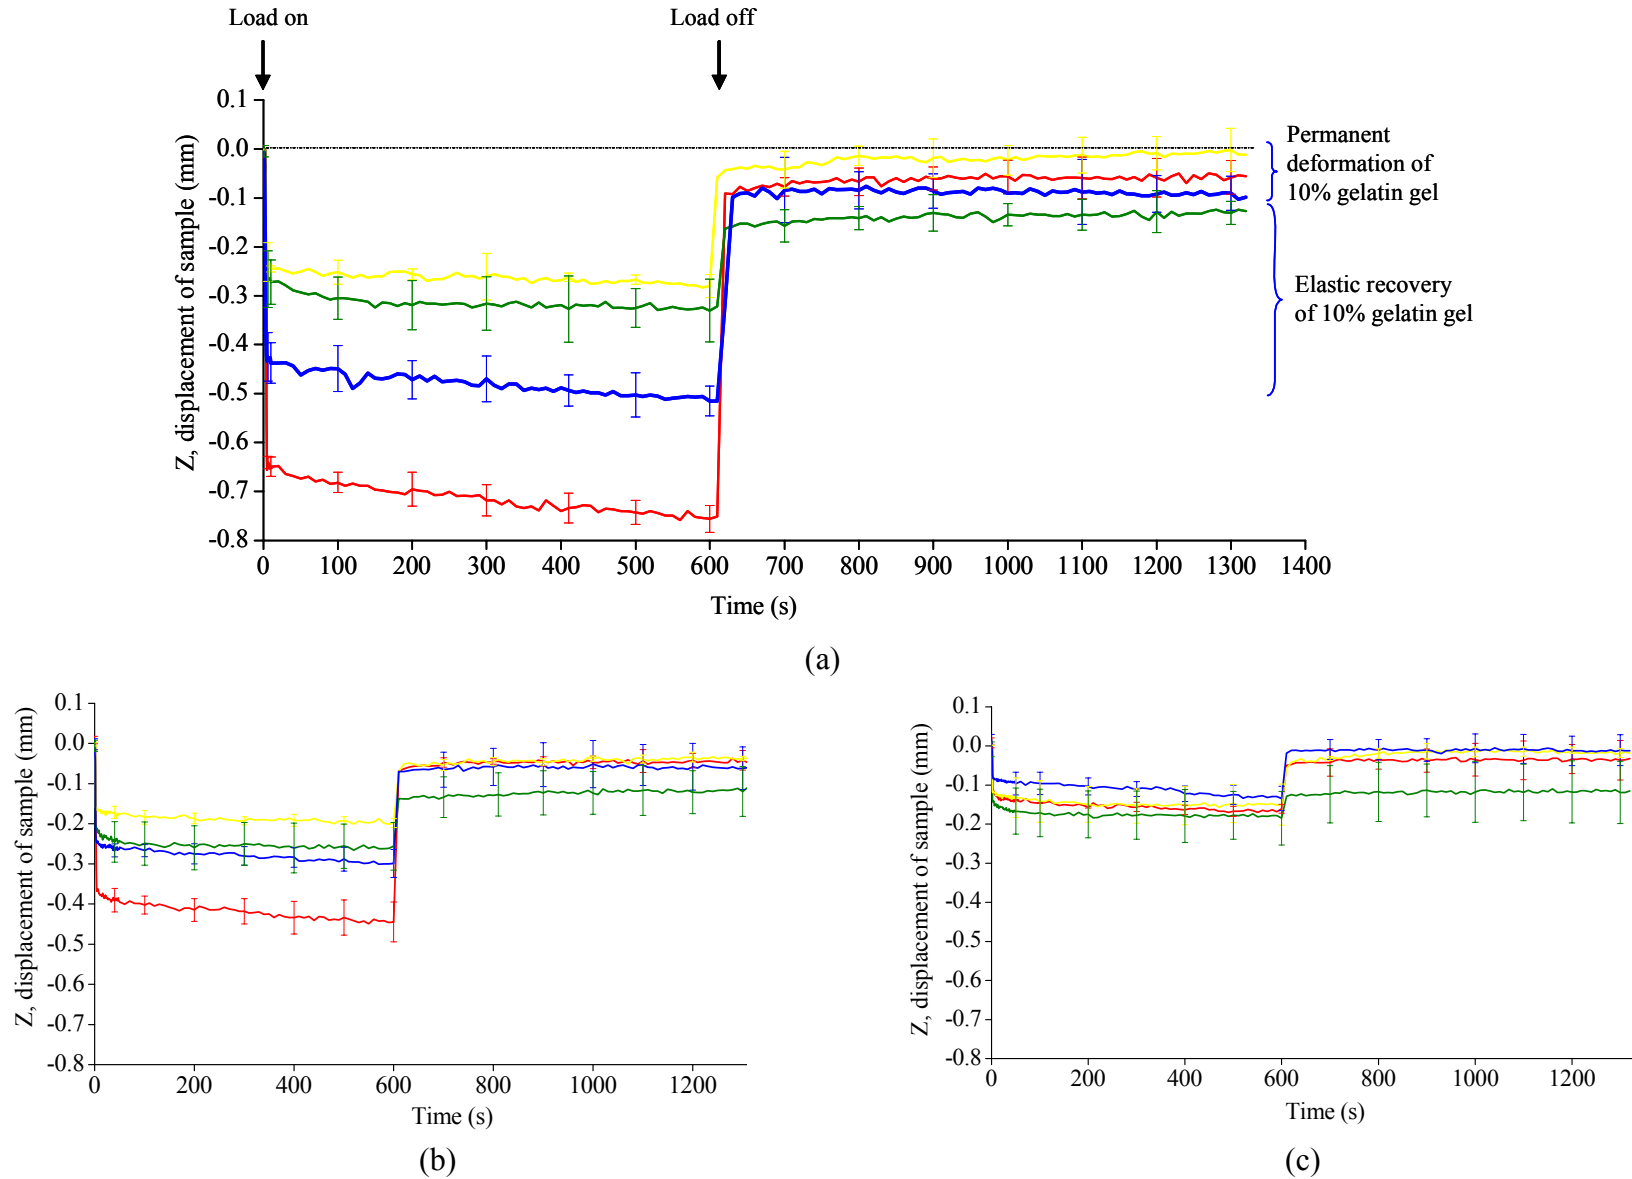 Load on
Load off
0.1
0.0
-0.1
-0.2
-0.3
-0.4
-0.5
-0.6
-0.7
-0.8
Z, displacement of sample (mm)
0 100 200 300 400 500 600 700 800 900 1000 1100 1200 1300 1400
Time (s)
Permanent
deformation of
10% gelatin gel
Elastic recovery
of 10% gelatin gel
(a)
0.1
0.0
-0.1
-0.2
-0.3
-0.4
-0.5
-0.6
-0.7
-0.8
Z, displacement of sample (mm)
0 200 400 600 800 1000 1200
Time (s)
(b)
0.1
0.0
-0.1
-0.2
-0.3
-0.4
-0.5
-0.6
-0.7
-0.8
Z, displacement of sample (mm)
0 200 400 600 800 1000 1200
Time (s)
(c)